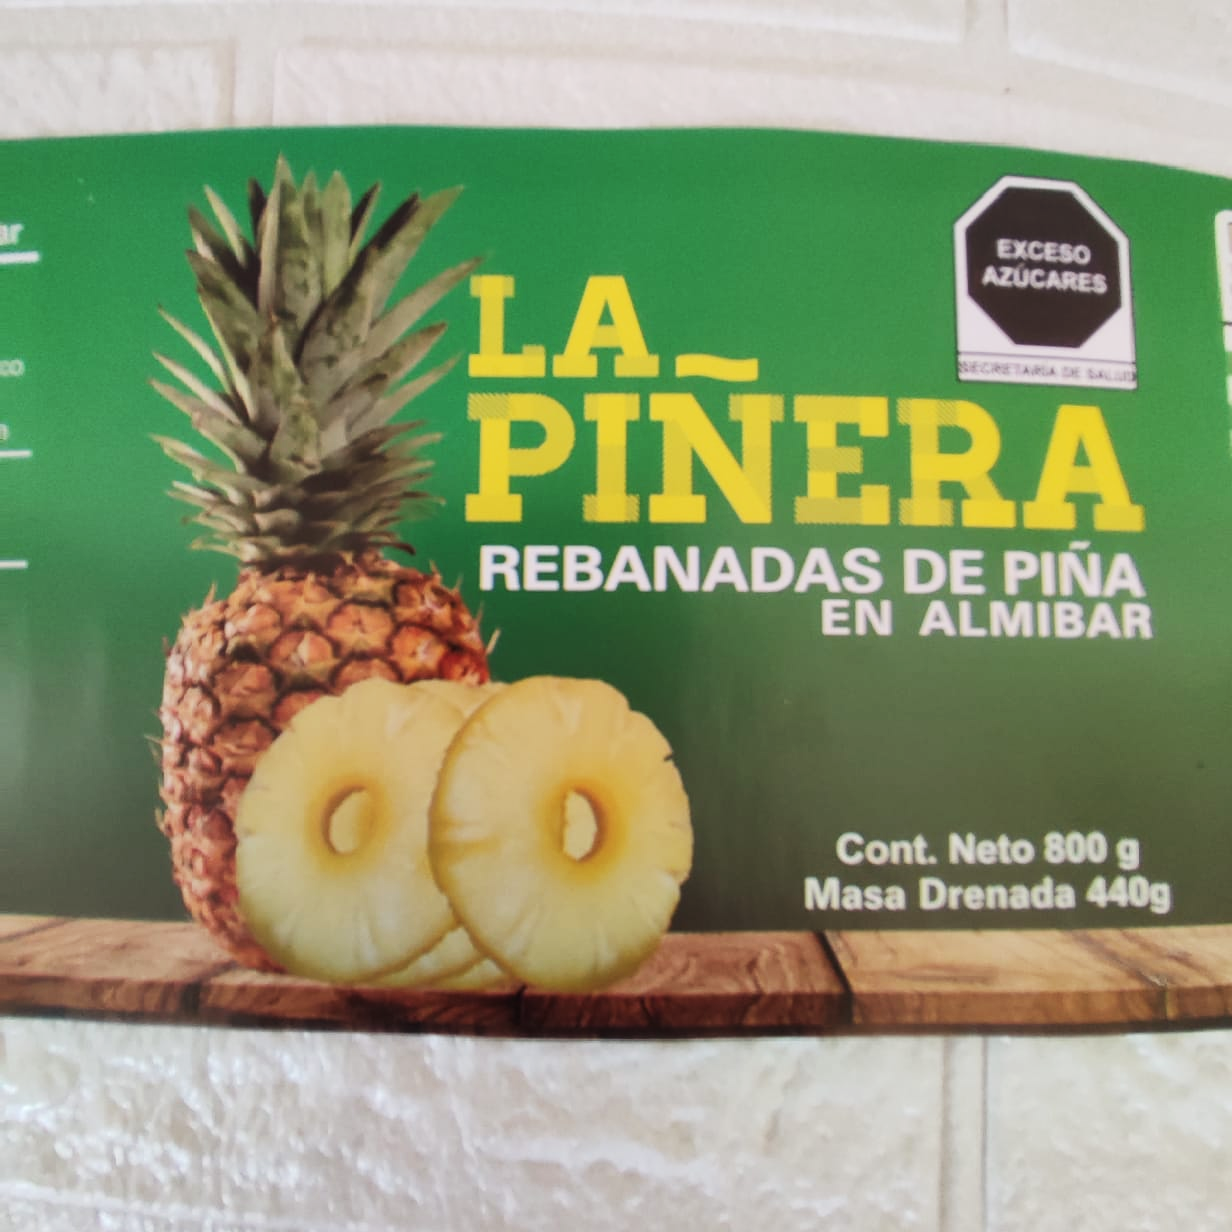 EXCESO
AZÚCARES
SECRETARÍA DE SALUD
LA
PIÑERA
REBANADAS DE PIÑA
EN ALMIBAR
Cont. Neto 800 g
Masa Drenada 440g